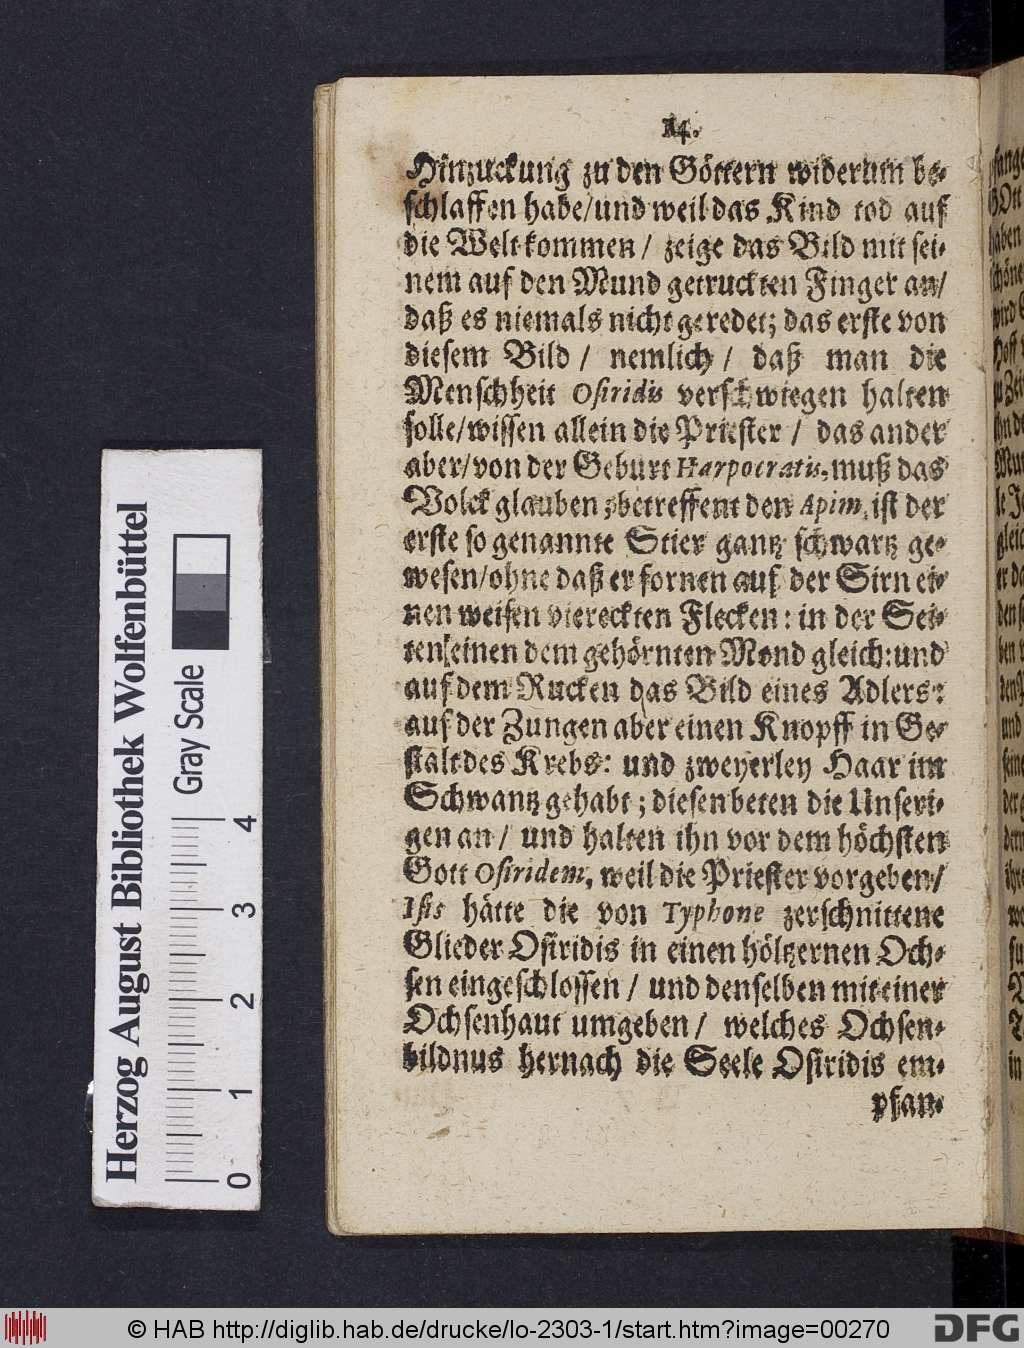 14.
Hinzuckung zu den Göttern widerum be-
schlaffen habe/und weil das Kind tod auf
die Welt kommen / zeige das Bild mit sei-
nem auf den Mund getruckten Finger an/
daß es niemals nicht geredet; das erste von
diesem Bild / nemlich / daß man die
Menschheit Osiridis verschwiegen halten
solle/wissen allein die Priester / das ander
aber/von der Geburt Harpocratis, muß das
Volck glauben; betreffent den Apim, ist der
erste so genannte Stier gantz schwartz ge-
wesen/ohne daß er fornen auf der Sirn ei-
nen weisen viereckten Flecken: in der Sei-
ten einen dem gehörnten Mond gleich: und
auf dem Rucken das Bild eines Adlers:
auf der Zungen aber einen Knopff in Ge-
stalt des Krebs: und zweyerley Haar im
Schwantz gehabt; diesen beten die Unseri-
gen an / und halten ihn vor dem höchsten
Gott Osiridem, weil die Priester vorgeben/
Isis hätte die von Typhone zerschnittene
Glieder Osiridis in einen höltzernen Och-
sen eingeschlossen / und denselben mit einer
Ochsenhaut umgeben / welches Ochsen-
bildnus hernach die Seele Osiridis em-
pfan-
Herzog August Bibliothek Wolfenbüttel
Gray Scale
0 1 2 3 4
© HAB http://diglib.hab.de/drucke/lo-2303-1/start.htm?image=00270
DFG